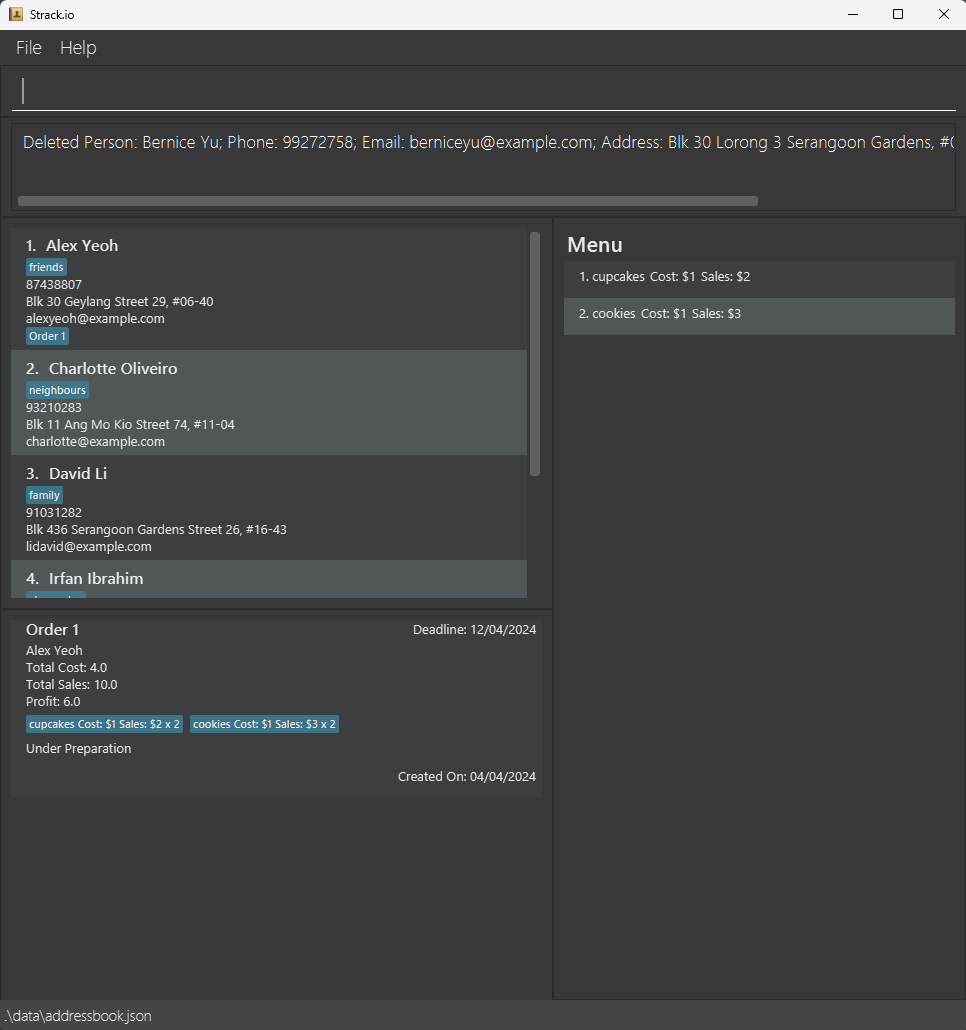 Strack.io
File Help
Deleted Person: Bernice Yu; Phone: 99272758; Email: berniceyu@example.com; Address: Blk 30 Lorong 3 Serangoon Gardens,
1. Alex Yeoh
friends
87438807
Blk 30 Geylang Street 29, #06-40
alexyeoh@example.com
Order 1
2. Charlotte Oliveiro
neighbours
93210283
Blk 11 Ang Mo Kio Street 74, #11-04
charlotte@example.com
3. David Li
family
91031282
Blk 436 Serangoon Gardens Street 26, #16-43
lidavid@example.com
4. Irfan Ibrahim
Order 1
Deadline: 12/04/2024
Alex Yeoh
Total Cost: 4.0
Total Sales: 10.0
Profit: 6.0
cupcakes Cost: $1 Sales: $2 x 2 cookies Cost: $1 Sales: $3 x 2
Under Preparation
Created On: 04/04/2024
Menu
1. cupcakes Cost: $1 Sales: $2
2. cookies Cost: $1 Sales: $3
.\data\addressbook.json